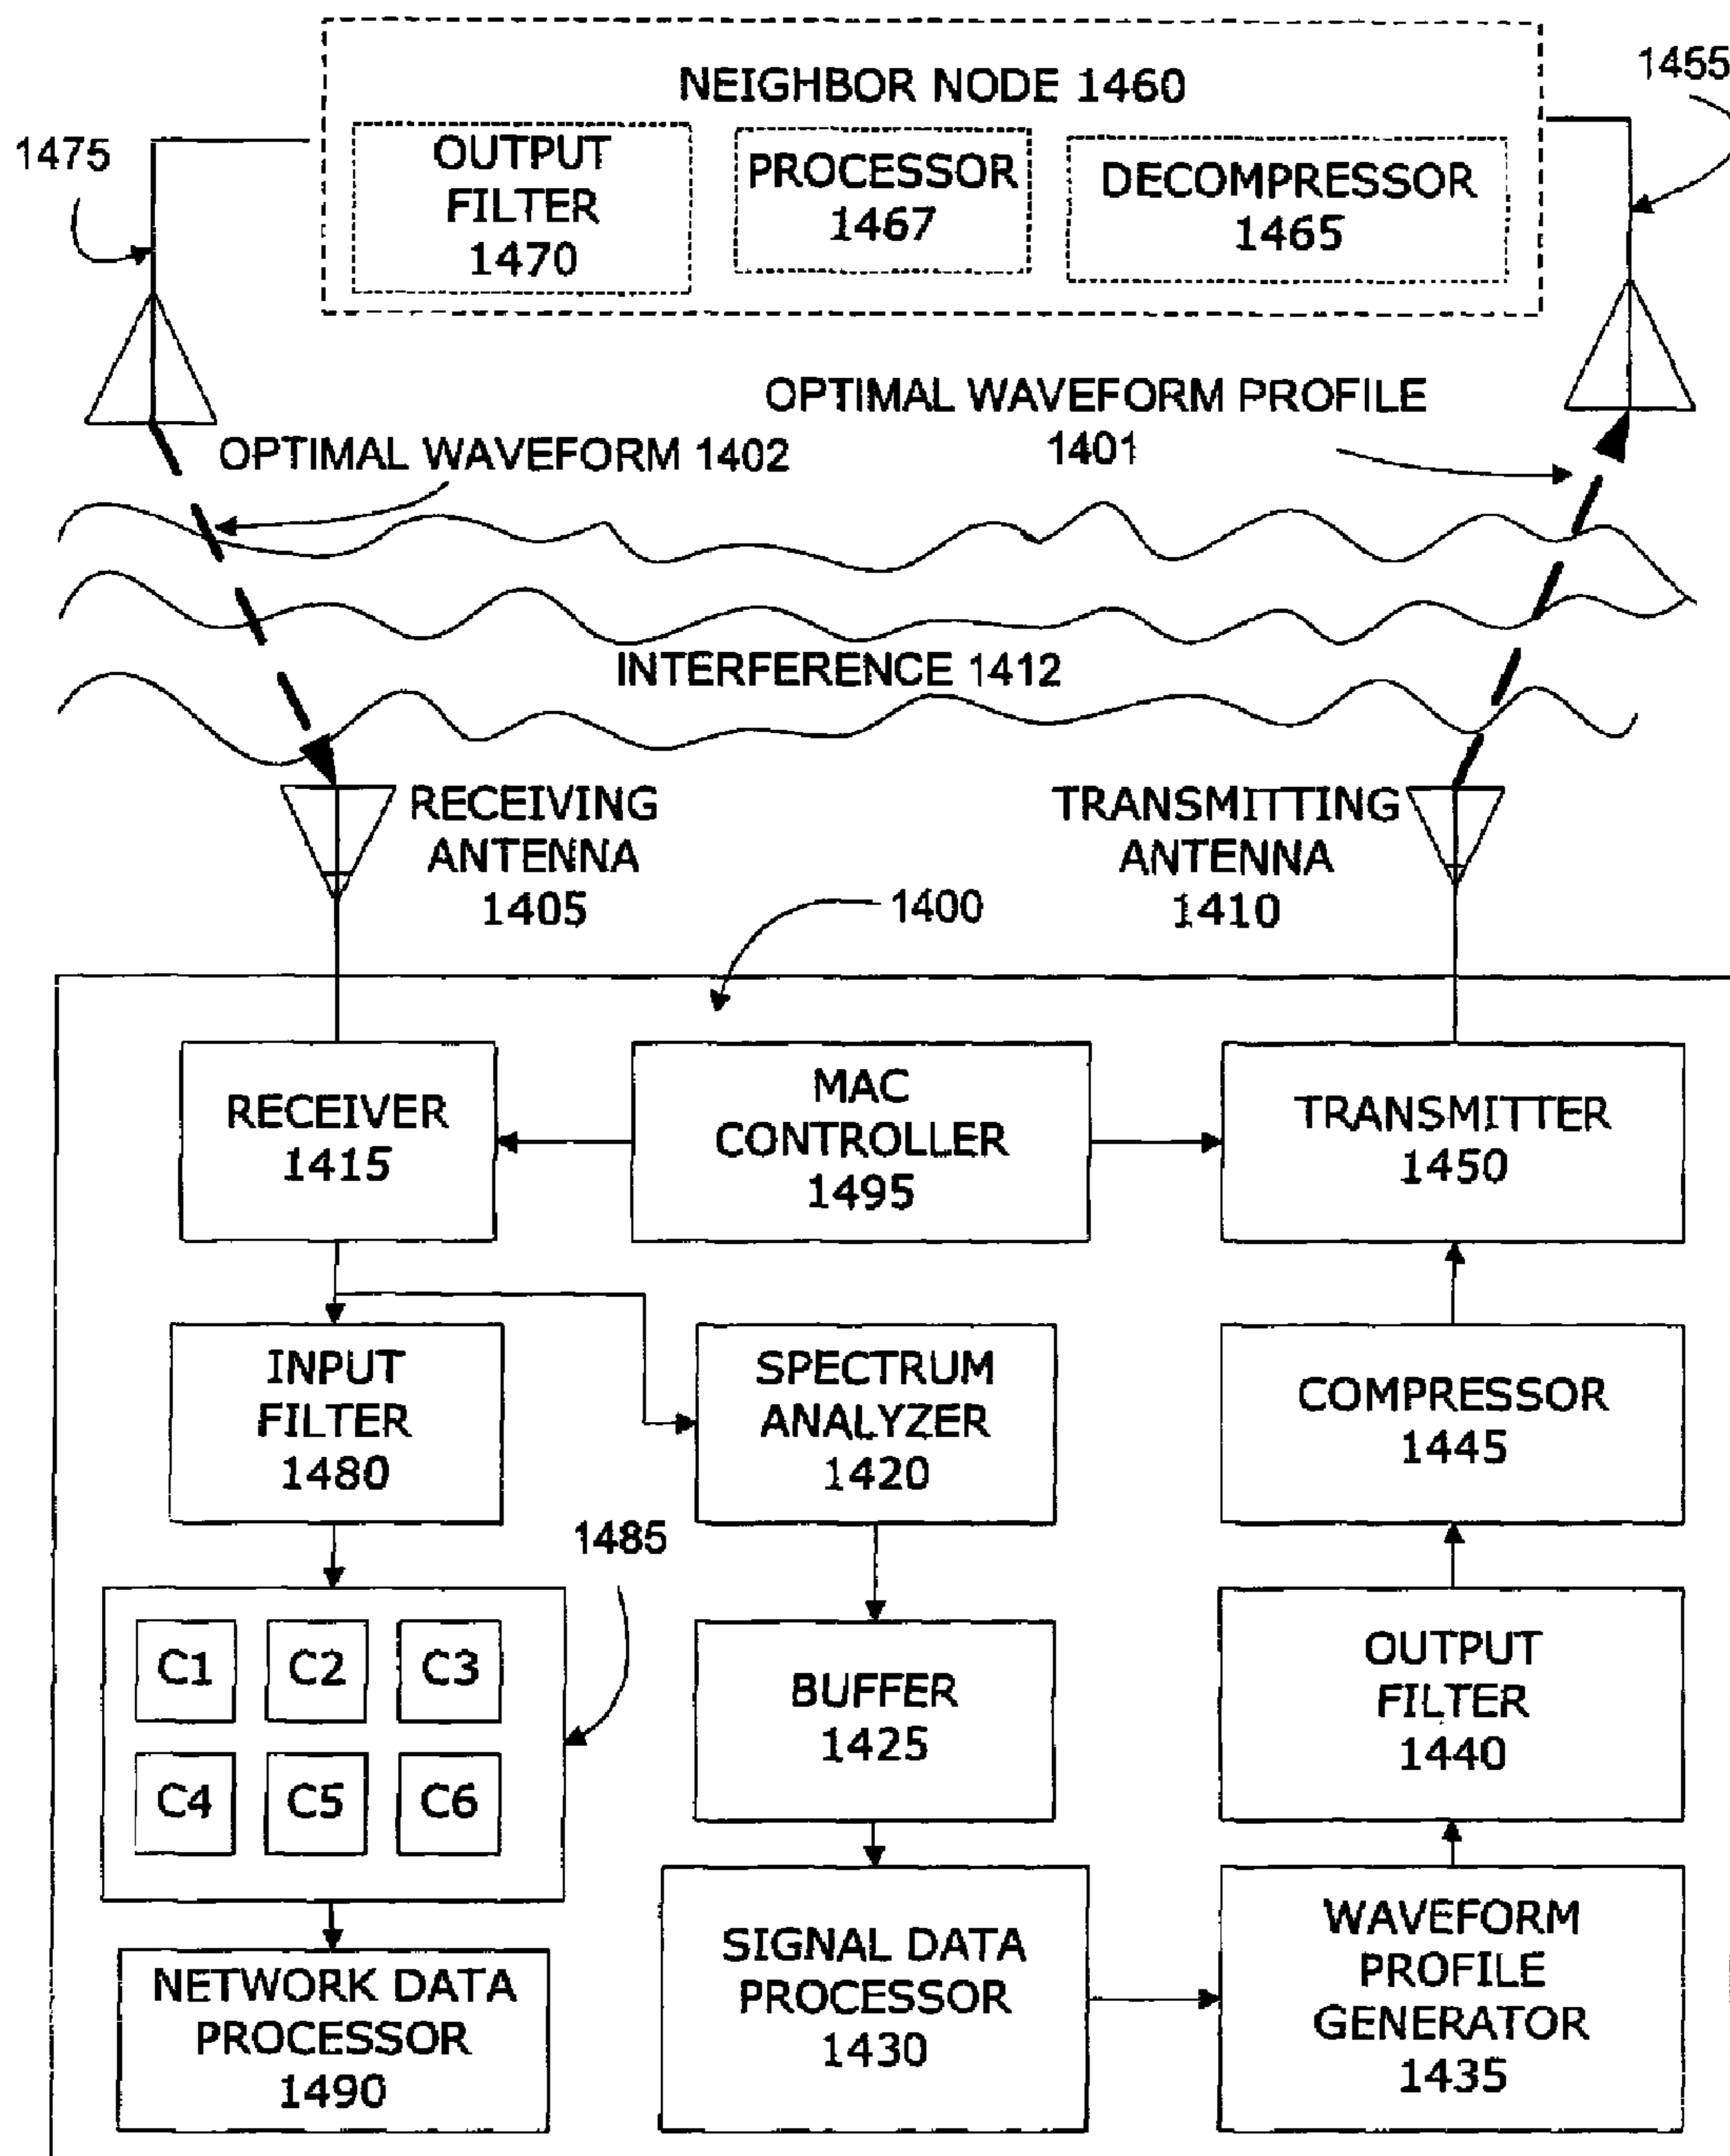 1455
NEIGHBOR NODE 1460
1475
OUTPUT
FILTER
1470
PROCESSOR
1467
DECOMPRESSOR
1465
OPTIMAL WAVEFORM PROFILE
1401
OPTIMAL WAVEFORM 1402
INTERFERENCE 1412
RECEIVING
ANTENNA
1405
TRANSMITTING
ANTENNA
1410
1400
RECEIVER
1415
MAC
CONTROLLER
1495
TRANSMITTER
1450
INPUT
FILTER
1480
SPECTRUM
ANALYZER
1420
COMPRESSOR
1445
1485
C1 C2 C3
C4 C5 C6
BUFFER
1425
OUTPUT
FILTER
1440
NETWORK DATA
PROCESSOR
1490
SIGNAL DATA
PROCESSOR
1430
WAVEFORM
PROFILE
GENERATOR
1435